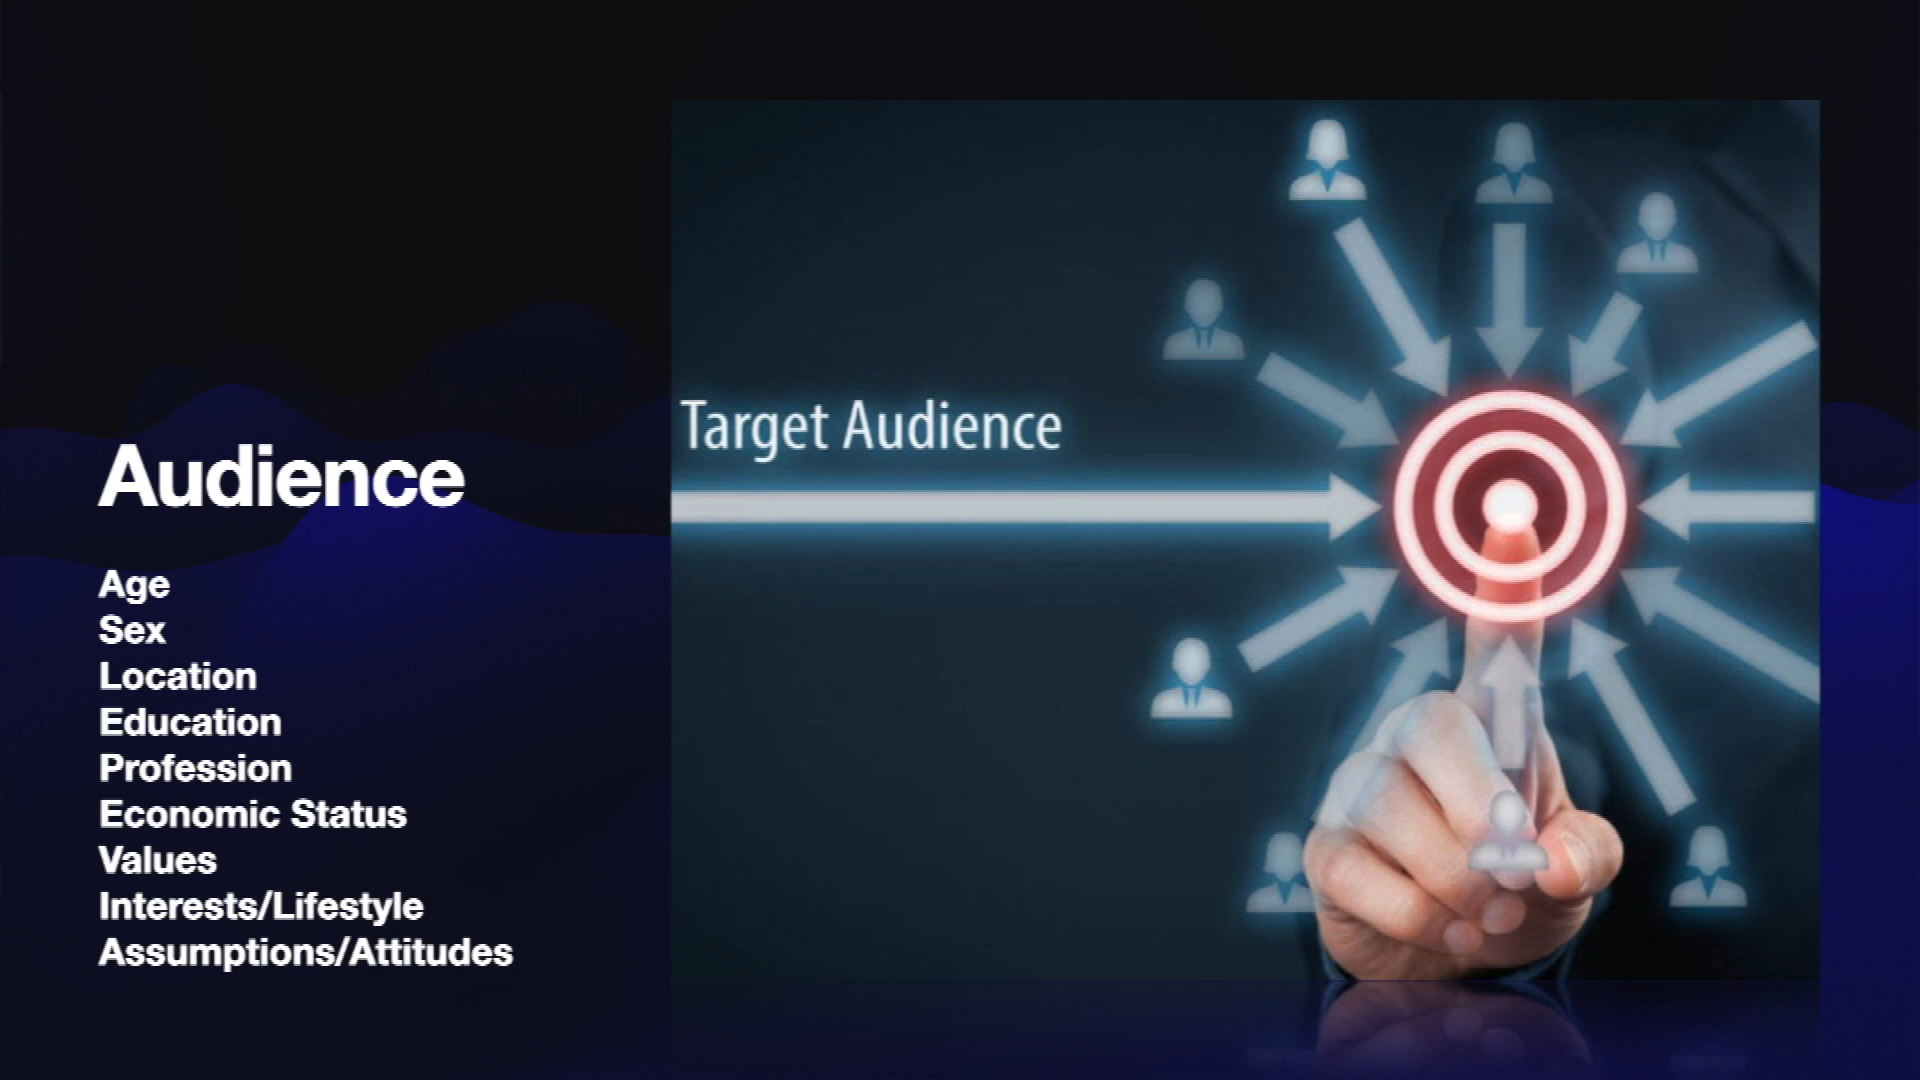 Audience
Age
Sex
Location
Education
Profession
Economic Status
Values
Interests/Lifestyle
Assumptions/Attitudes
Target Audience